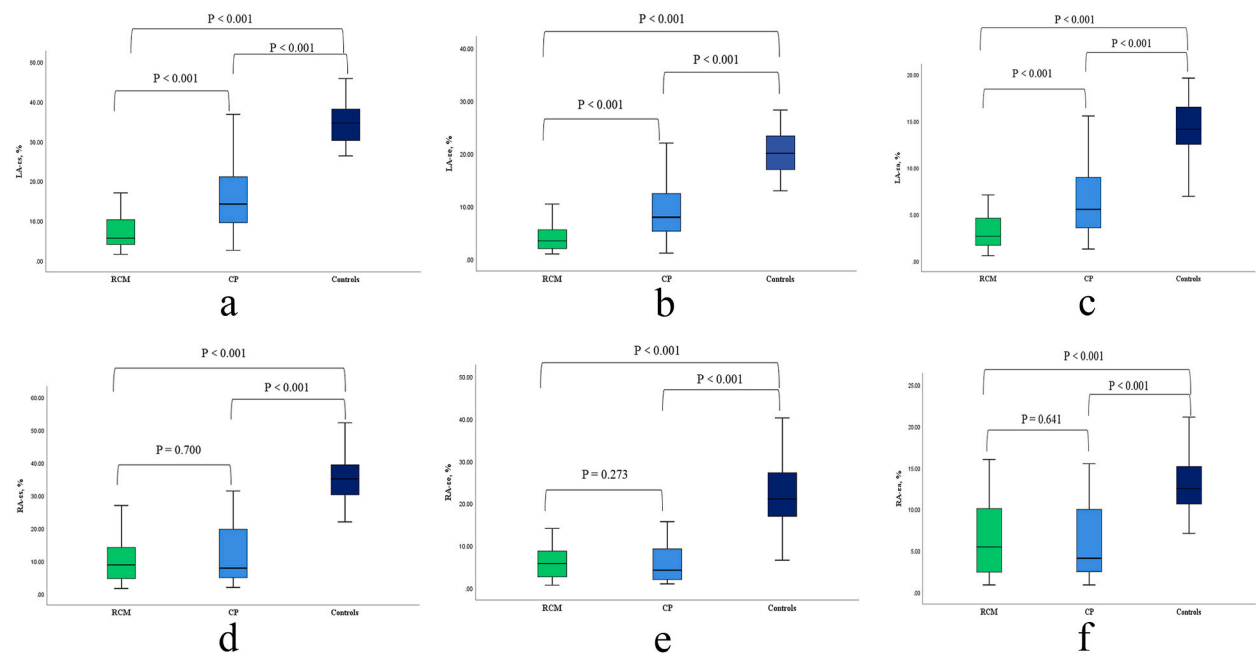 P < 0.001
P < 0.001
P < 0.001
50.00
40.00
30.00
20.00
10.00
.00
LA-εs, %
RCM
CP
Controls
a
P < 0.001
P < 0.001
P < 0.001
40.00
30.00
20.00
10.00
.00
LA-εe, %
RCM
CP
Controls
b
P < 0.001
P < 0.001
P < 0.001
20.00
15.00
10.00
5.00
.00
LA-εa, %
RCM
CP
Controls
c
P < 0.001
P < 0.001
P = 0.700
60.00
50.00
40.00
30.00
20.00
10.00
.00
RA-εs, %
RCM
CP
Controls
d
P < 0.001
P < 0.001
P = 0.273
50.00
40.00
30.00
20.00
10.00
.00
RA-εe, %
RCM
CP
Controls
e
P < 0.001
P < 0.001
P = 0.641
25.00
20.00
15.00
10.00
5.00
.00
RA-εa, %
RCM
CP
Controls
f